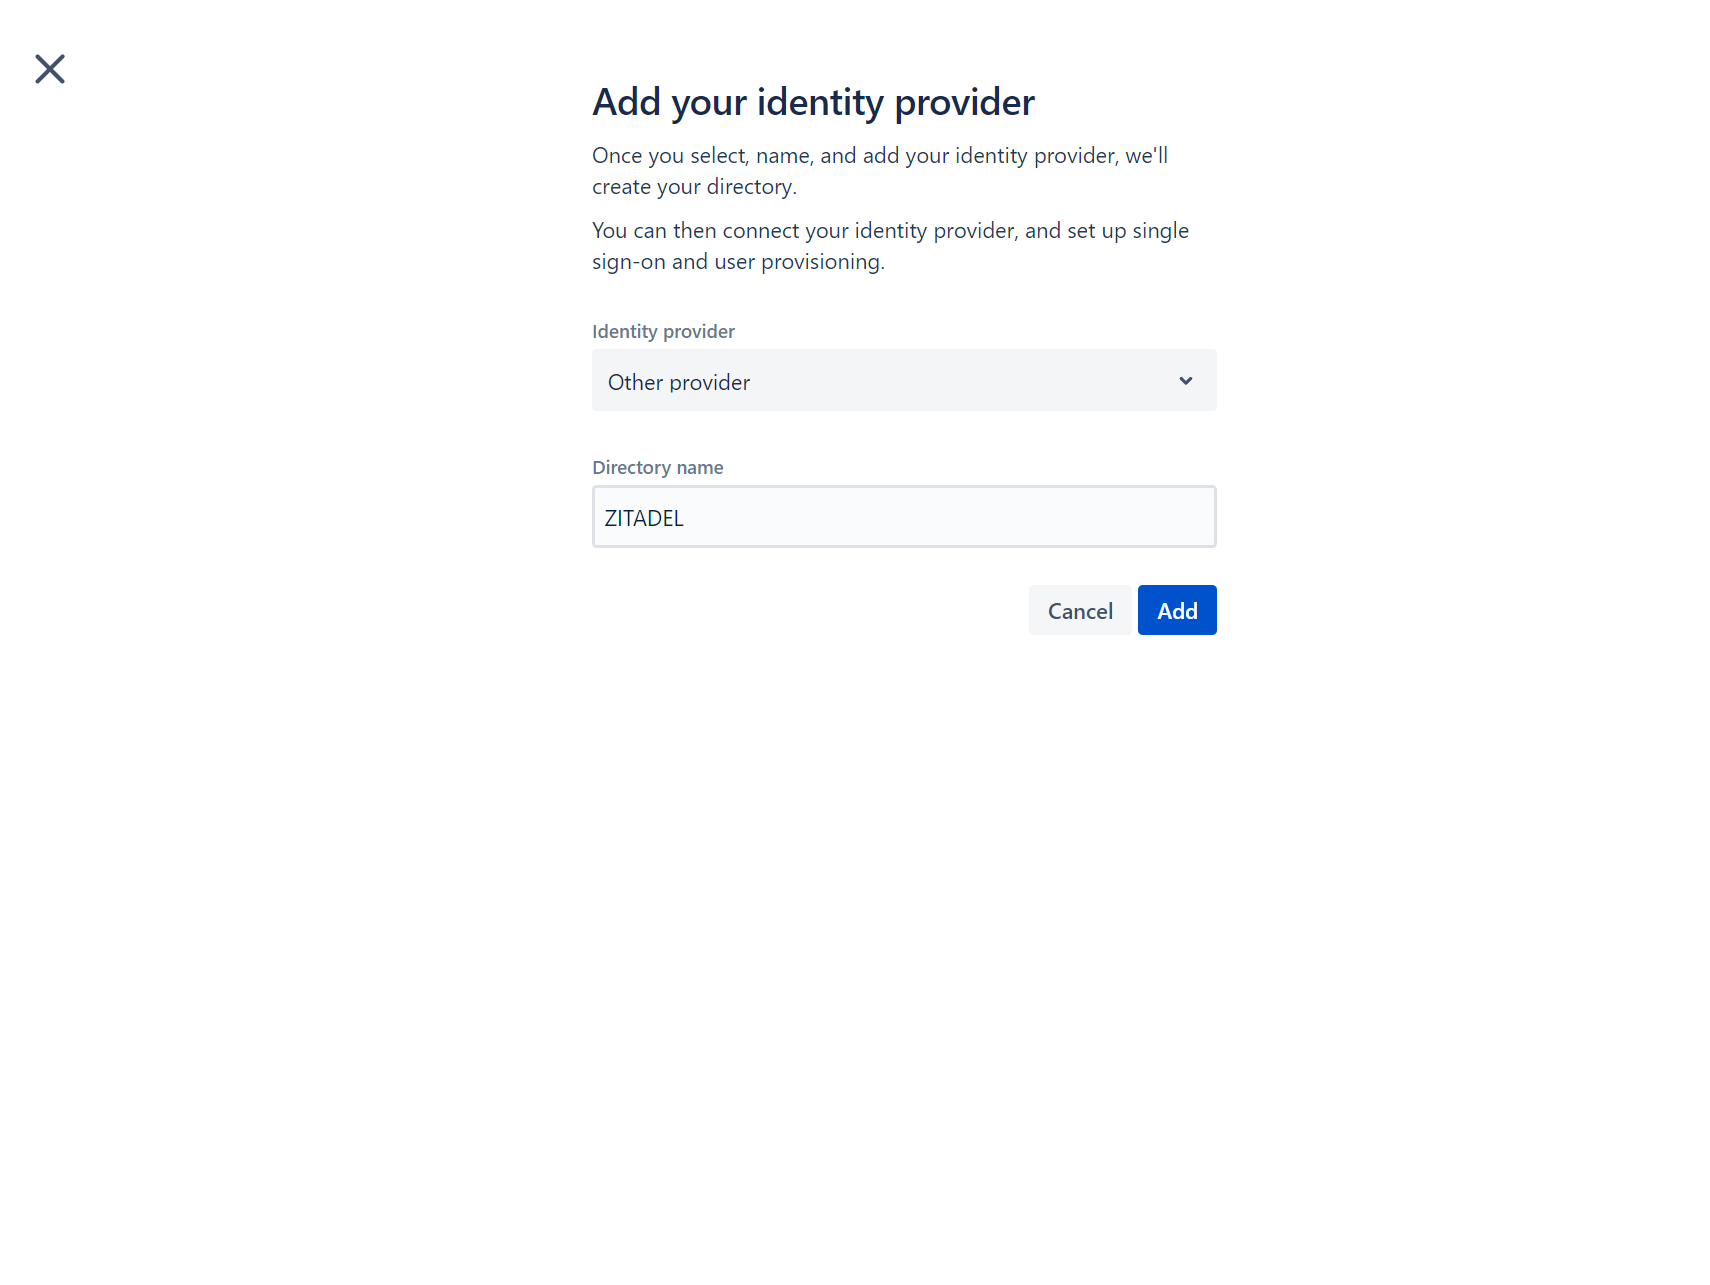 Add your identity provider
Once you select, name, and add your identity provider, we'll
create your directory.
You can then connect your identity provider, and set up single
sign-on and user provisioning.
Identity provider
Other provider
Directory name
ZITADEL
Cancel Add